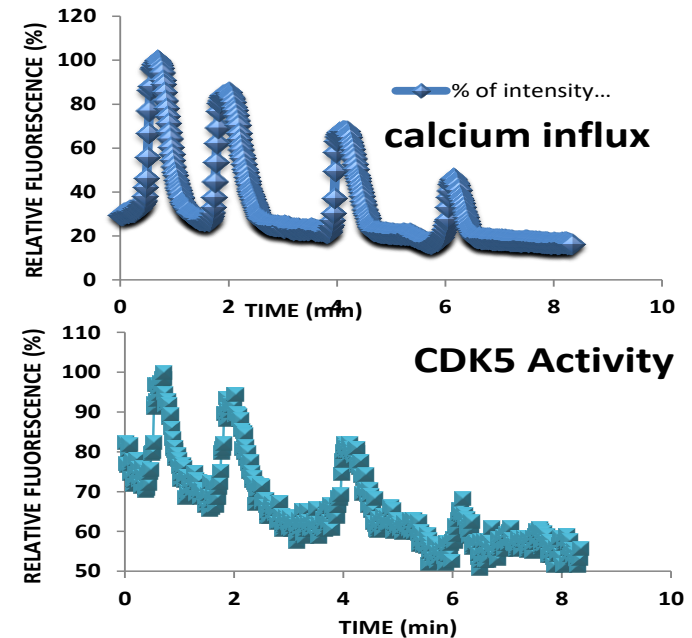 RELATIVE FLUORESCENCE (%)
120
100
80
60
40
20
0
% of intensity...
calcium influx
0 2 4 6 8 10
TIME (min)
RELATIVE FLUORESCENCE (%)
110
100
90
80
70
60
50
CDK5 Activity
0 2 4 6 8 10
TIME (min)